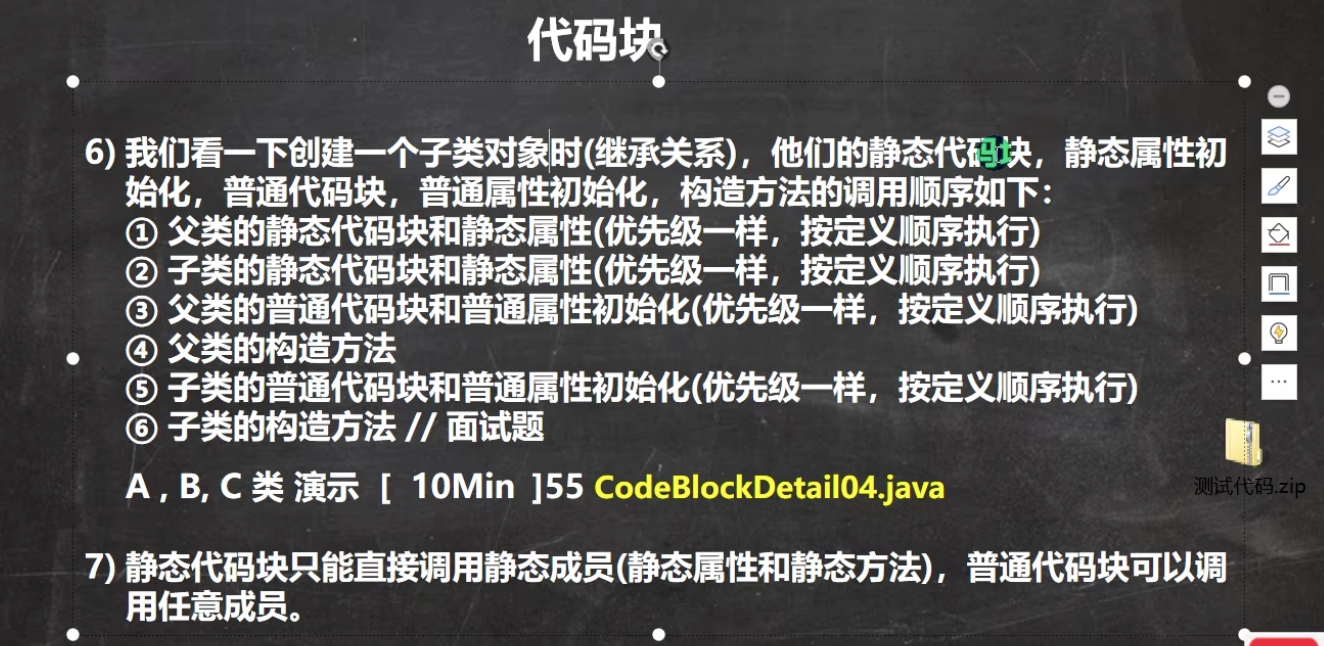 代码块
6) 我们看一下创建一个子类对象时(继承关系)，他们的静态代码块，静态属性初
始化，普通代码块，普通属性初始化，构造方法的调用顺序如下：
① 父类的静态代码块和静态属性(优先级一样，按定义顺序执行)
② 子类的静态代码块和静态属性(优先级一样，按定义顺序执行)
③ 父类的普通代码块和普通属性初始化(优先级一样，按定义顺序执行)
④ 父类的构造方法
⑤ 子类的普通代码块和普通属性初始化(优先级一样，按定义顺序执行)
⑥ 子类的构造方法 // 面试题
A , B, C 类 演示 [ 10Min ]55 CodeBlockDetail04.java
测试代码.zip
7) 静态代码块只能直接调用静态成员(静态属性和静态方法)，普通代码块可以调
用任意成员。